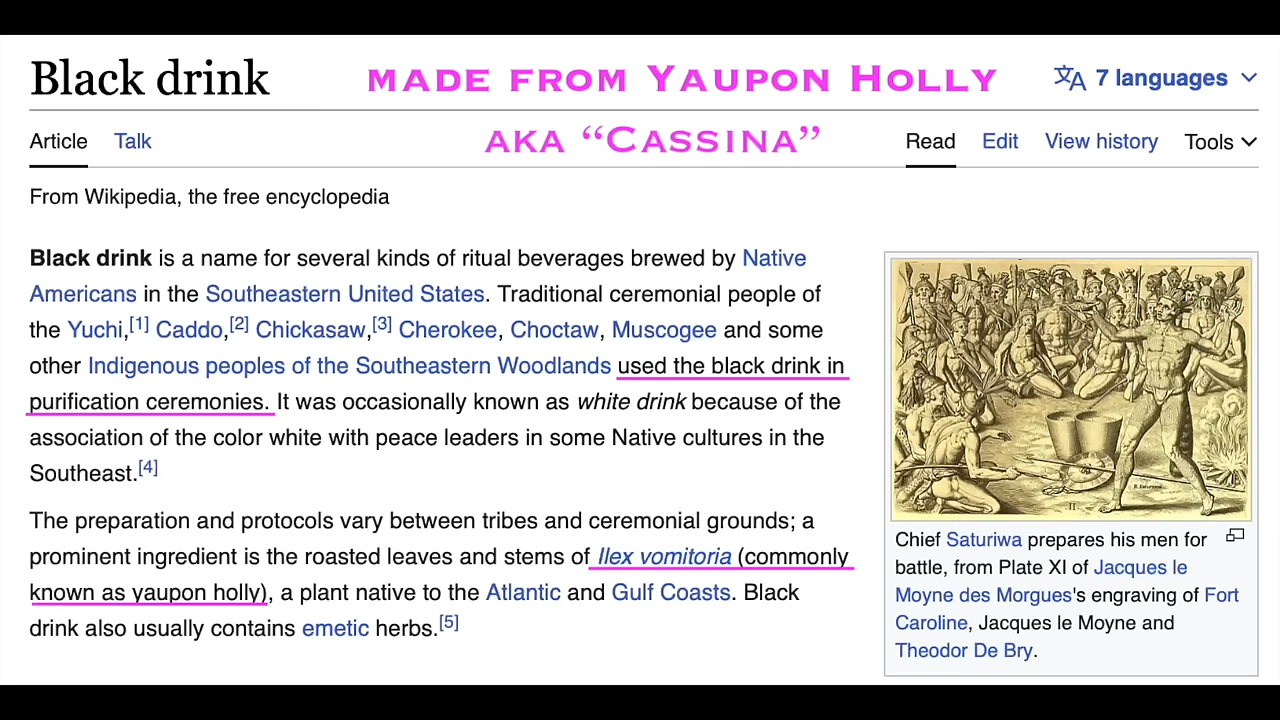 Black drink
MADE FROM YAUPON HOLLY
7 languages
Article
Talk
AKA “CASSINA”
Read
Edit
View history
Tools
From Wikipedia, the free encyclopedia
Black drink is a name for several kinds of ritual beverages brewed by Native
Americans in the Southeastern United States. Traditional ceremonial people of
the Yuchi,[1] Caddo,[2] Chickasaw,[3] Cherokee, Choctaw, Muscogee and some
other Indigenous peoples of the Southeastern Woodlands used the black drink in
purification ceremonies. It was occasionally known as white drink because of the
association of the color white with peace leaders in some Native cultures in the
Southeast.[4]
The preparation and protocols vary between tribes and ceremonial grounds; a
prominent ingredient is the roasted leaves and stems of Ilex vomitoria (commonly
known as yaupon holly), a plant native to the Atlantic and Gulf Coasts. Black
drink also usually contains emetic herbs.[5]
Chief Saturiwa prepares his men for
battle, from Plate XI of Jacques le
Moyne des Morgues's engraving of Fort
Caroline, Jacques le Moyne and
Theodor De Bry.